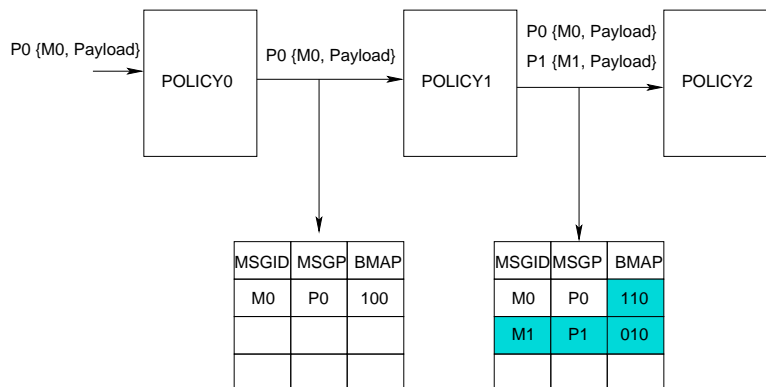 P0 {M0, Payload}
P0 {M0, Payload}
P0 {M0, Payload}
P1 {M1, Payload}
POLICY0
POLICY1
POLICY2
MSGID MSGP BMAP
M0 P0 100
MSGID MSGP BMAP
M0 P0 110
M1 P1 010